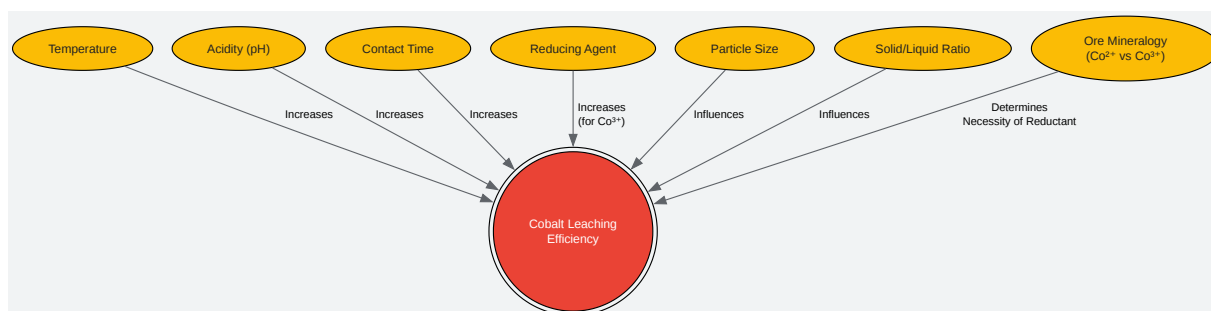 Temperature
Acidity (pH)
Contact Time
Reducing Agent
Particle Size
Solid/Liquid Ratio
Ore Mineralogy
(Co²⁺ vs Co³⁺)
Increases
Increases
Increases
Increases
(for Co³⁺)
Influences
Influences
Determines
Necessity of Reductant
Cobalt Leaching
Efficiency